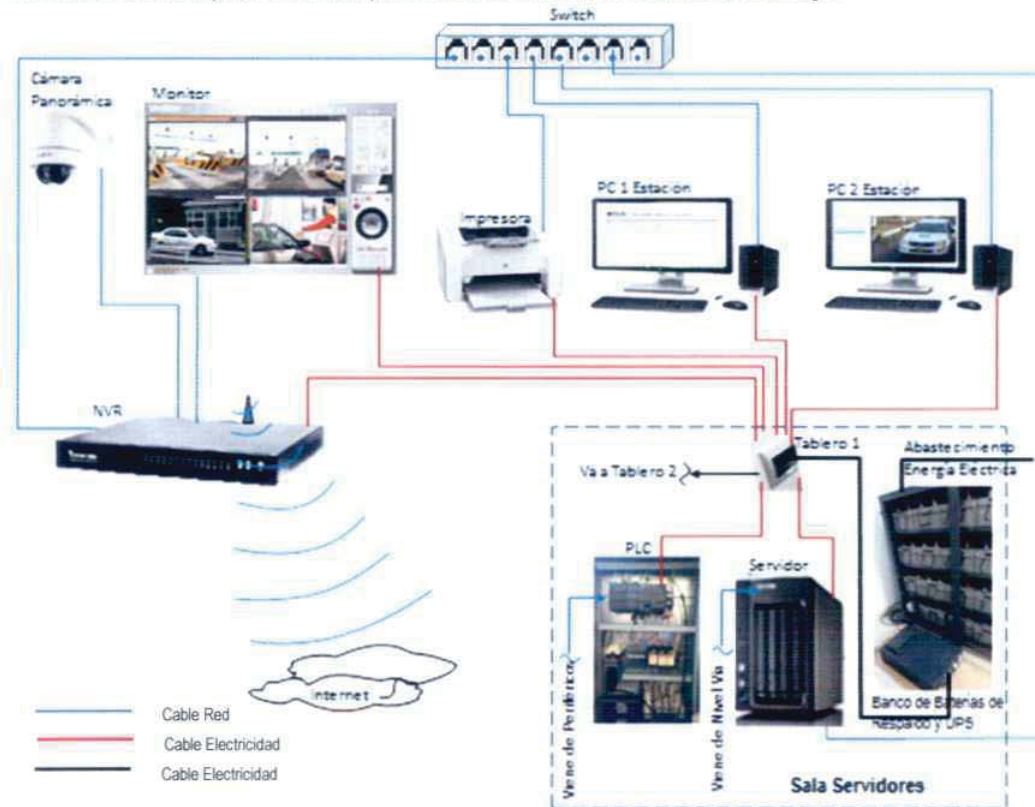 Switch
Cámara
Panorámica
Monitor
PC 1 Estación
PC 2 Estación
Impresora
NVR
Tablero 1
Abastecimiento
Energía Eléctrica
Va a Tablero 2
PLC
Servidor
Viene de Periféricos
Viene de Nivel Vía
Internet
Banco de Baterías de
Respaldo y UPS
Cable Red
Cable Electricidad
Cable Electricidad
Sala Servidores